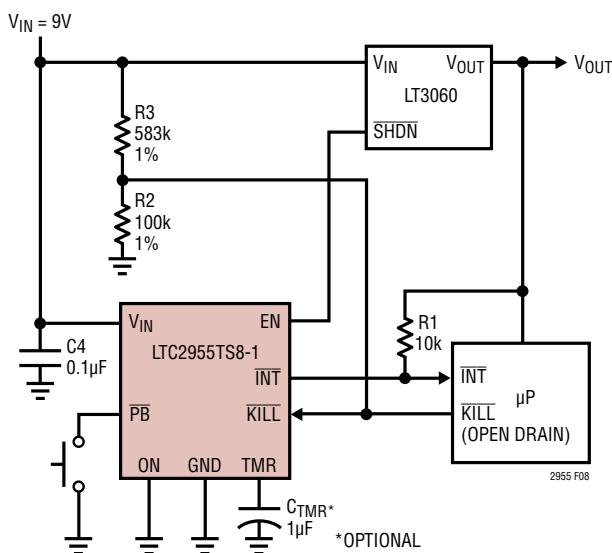 VIN = 9V
VIN
VOUT
LT3060
SHDN
VOUT
R3
583k
1%
R2
100k
1%
VIN
EN
LTC2955TS8-1
INT
KILL
PB
ON
GND
TMR
C4
0.1µF
R1
10k
INT
µP
KILL
(OPEN DRAIN)
2955 F08
CTMR*
1µF
*OPTIONAL